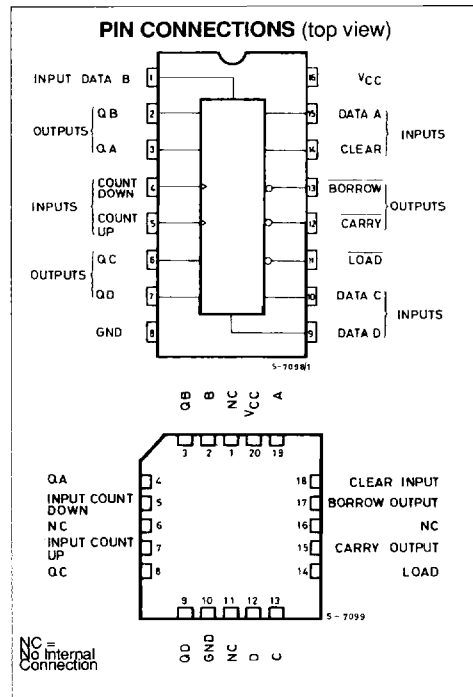 PIN CONNECTIONS (top view)
INPUT DATA B 1 16 VCC
OUTPUTS QB 2 15 DATA A INPUTS
QA 3 14 CLEAR
INPUTS COUNT DOWN 4 13 BORROW OUTPUTS
COUNT UP 5 12 CARRY
OUTPUTS QC 6 11 LOAD
QD 7 10 DATA C INPUTS
GND 8 9 DATA D
S-7098/1
QB B NC VCC A
3 2 1 20 19
QA 4 18 CLEAR INPUT
INPUT COUNT DOWN 5 17 BORROW OUTPUT
NC 6 16 NC
INPUT COUNT UP 7 15 CARRY OUTPUT
QC 8 14 LOAD
9 10 11 12 13
S-7099
QD GND NC D C
NC =
No Internal
Connection